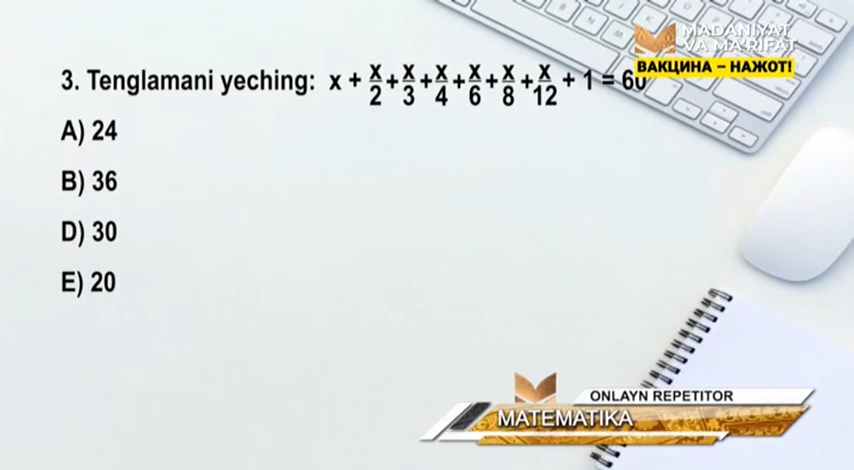 MADANIYAT
VA MA'RIFAT
ВАКЦИНА – НАЖОТ!
3. Tenglamani yeching: x + x/2 + x/3 + x/4 + x/6 + x/8 + x/12 + 1 = 60
A) 24
B) 36
D) 30
E) 20
ONLAYN REPETITOR
MATEMATIKA